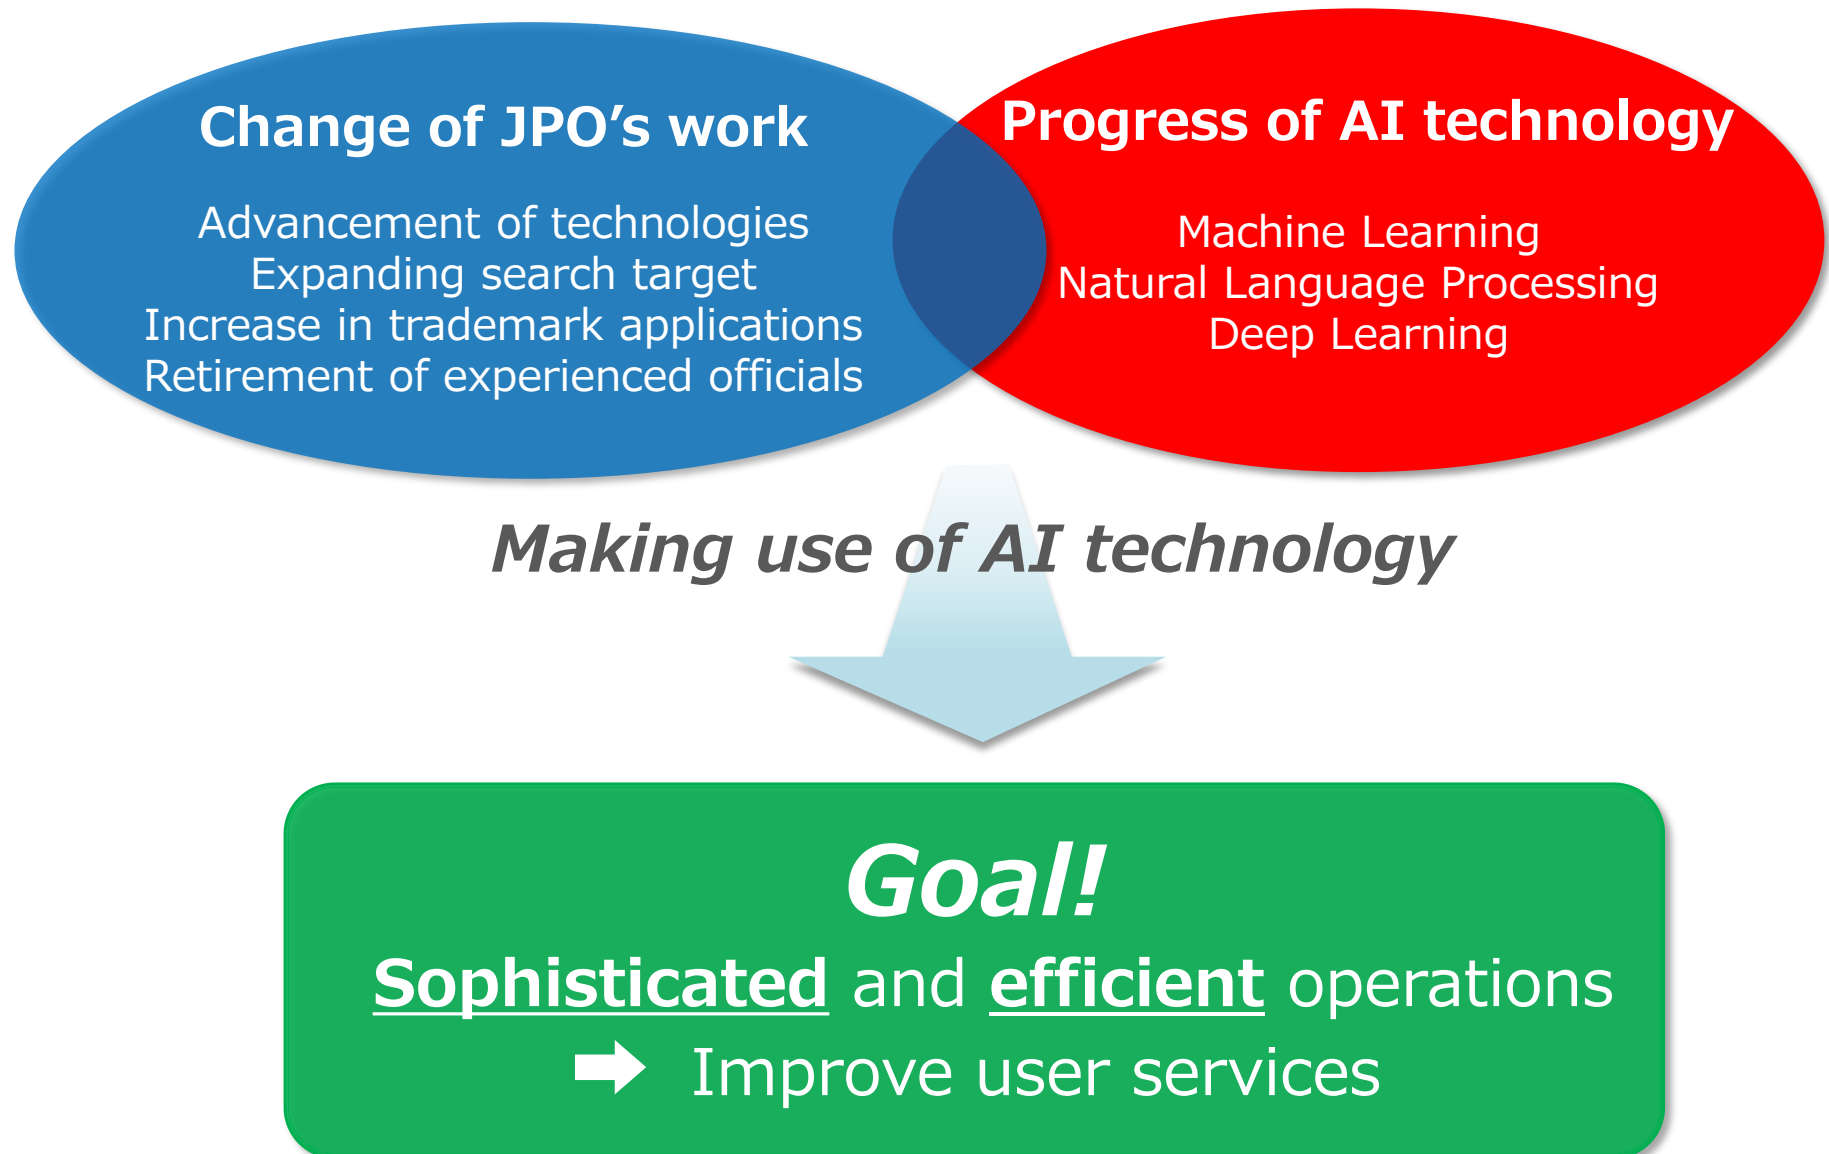 Change of JPO’s work
Advancement of technologies
Expanding search target
Increase in trademark applications
Retirement of experienced officials
Progress of AI technology
Machine Learning
Natural Language Processing
Deep Learning
Making use of AI technology
Goal!
Sophisticated and efficient operations
Improve user services